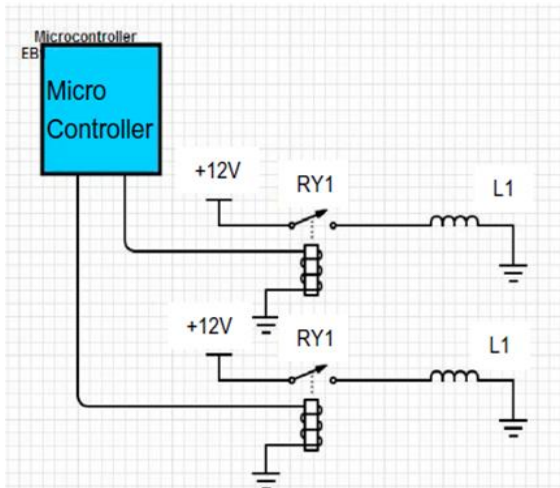 Microcontroller
EB
Micro
Controller
+12V
RY1
L1
+12V
RY1
L1